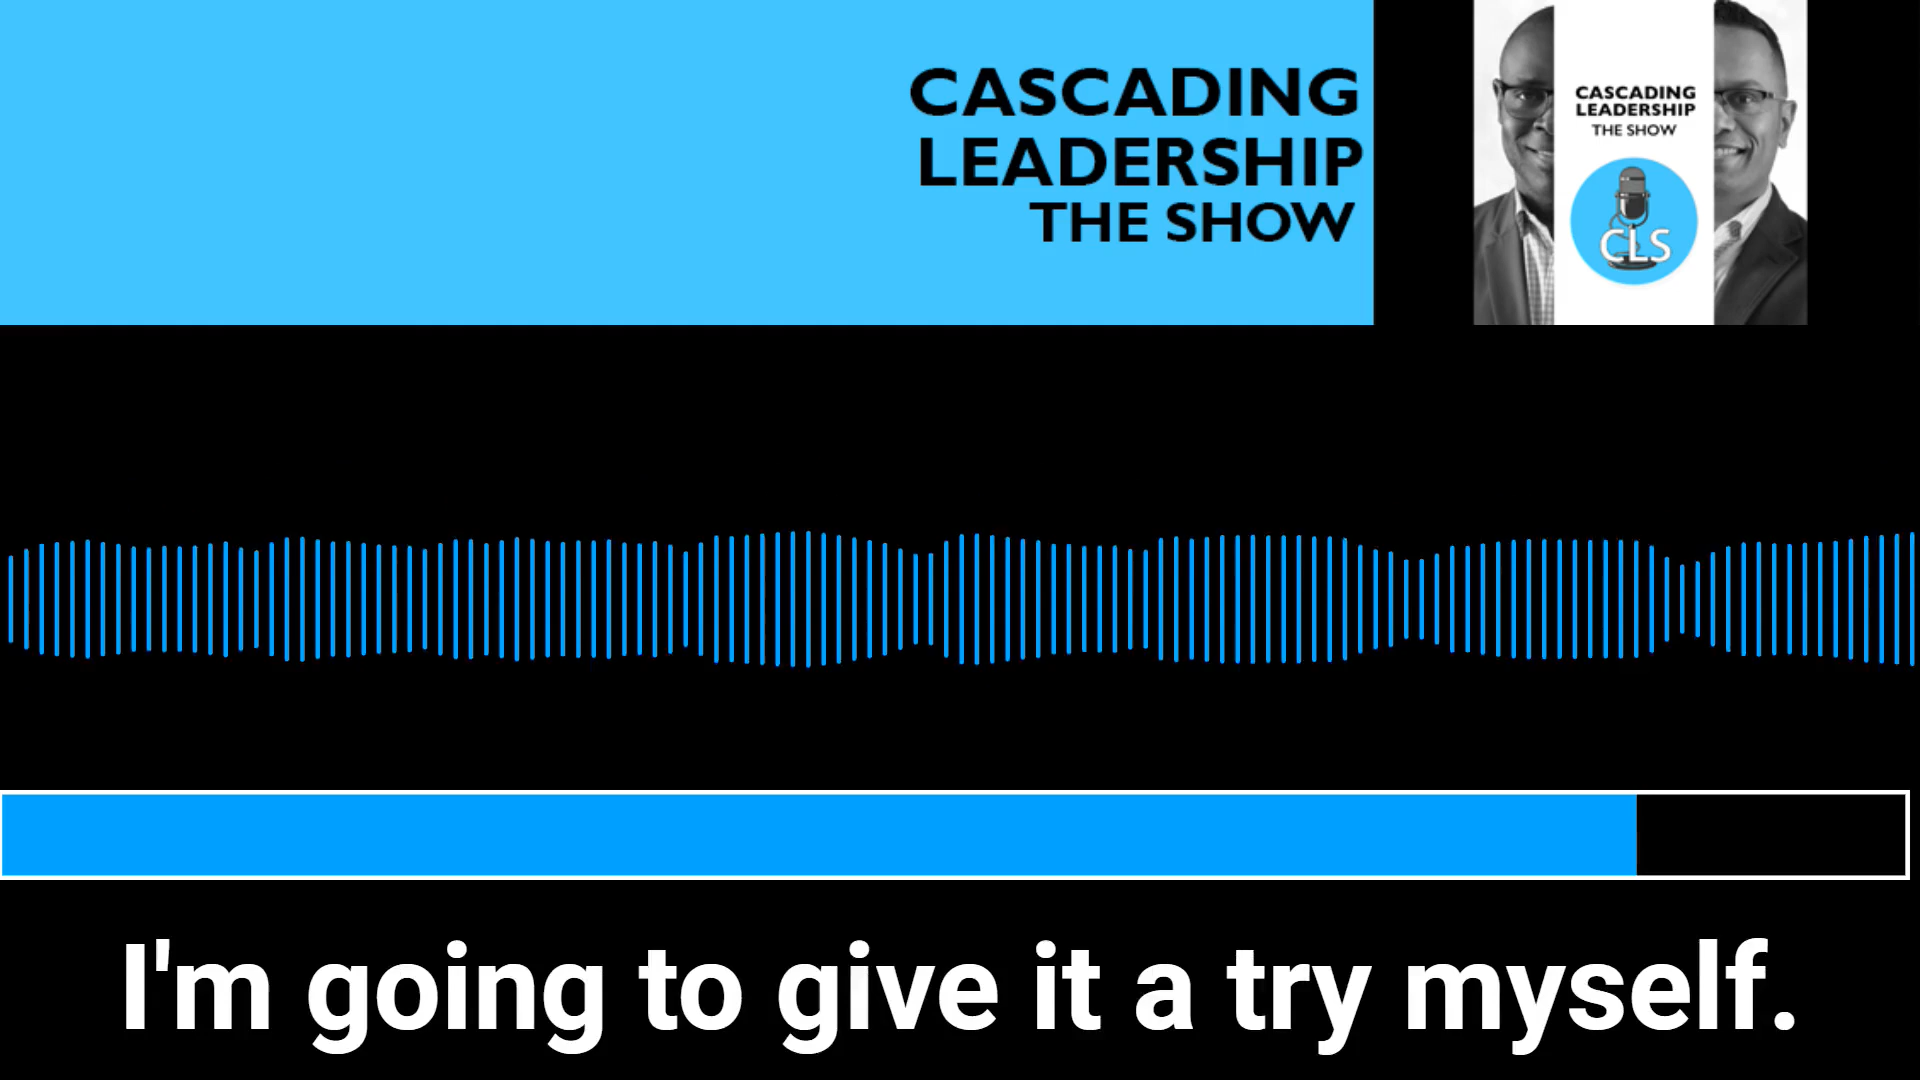 CASCADING
LEADERSHIP
THE SHOW
CASCADING
LEADERSHIP
THE SHOW
CLS
I'm going to give it a try myself.